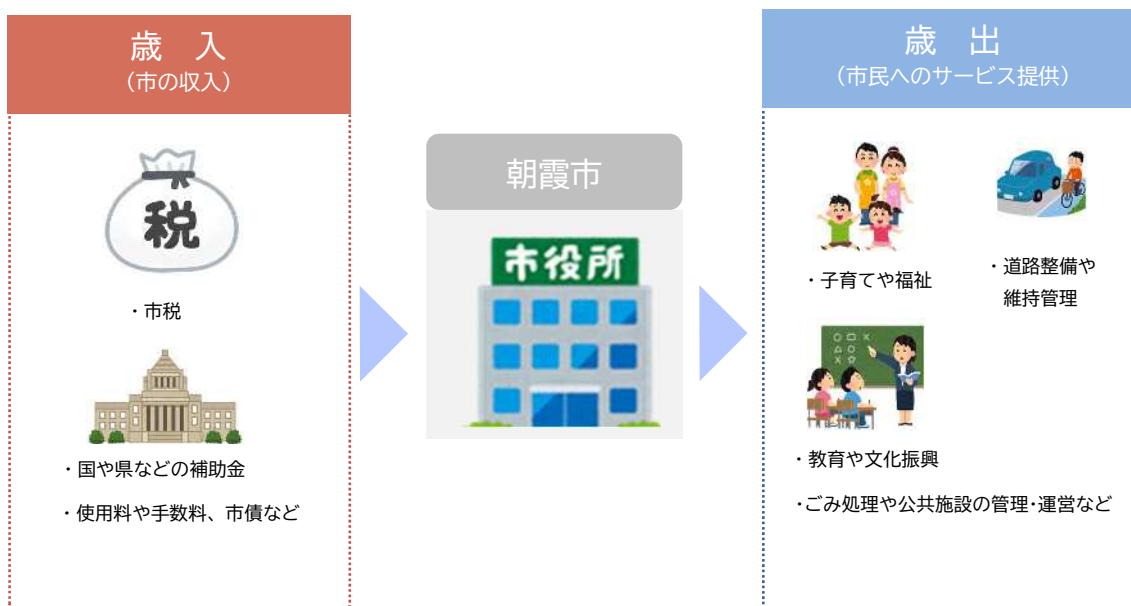 歳　入
（市の収入）
税
・市税
・国や県などの補助金
・使用料や手数料、市債など
朝霞市
市役所
歳　出
（市民へのサービス提供）
・子育てや福祉
・道路整備や
維持管理
・教育や文化振興
・ごみ処理や公共施設の管理・運営など